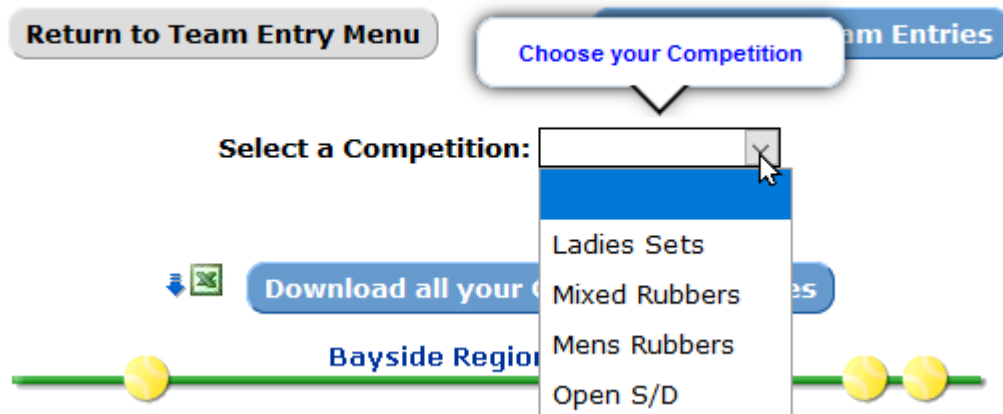 Return to Team Entry Menu
Choose your Competition
am Entries
Select a Competition:
Ladies Sets
Mixed Rubbers
Mens Rubbers
Open S/D
Download all your
es
Bayside Region